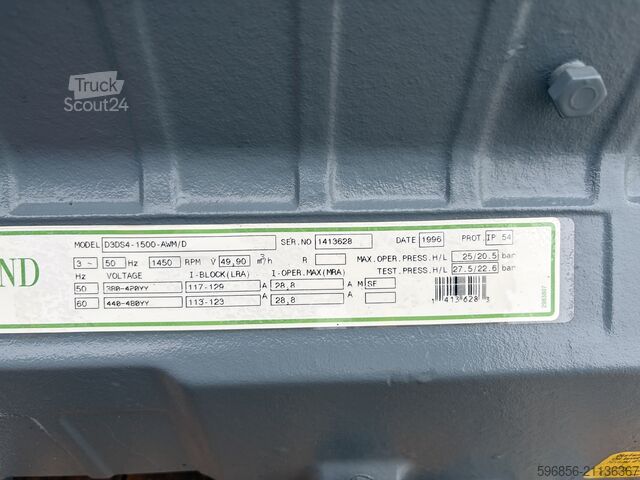 Truck
Scout24
ND
MODEL D3DS4-1500-AWM/D SER.NO 1413628 DATE 1996 PROT. IP 54
3 ~ 50 Hz 1450 RPM V̇ 49,90 m³/h R MAX.OPER.PRESS.H/L 25/20.5 bar
Hz VOLTAGE I-BLOCK(LRA) I-OPER.MAX(MRA) TEST.PRESS.H/L 27.5/22.6 bar
50 380-420YY 117-129 A 28,8 A M SF
60 440-480YY 113-123 A 28,8 A
1 413628 3
596856-21136367